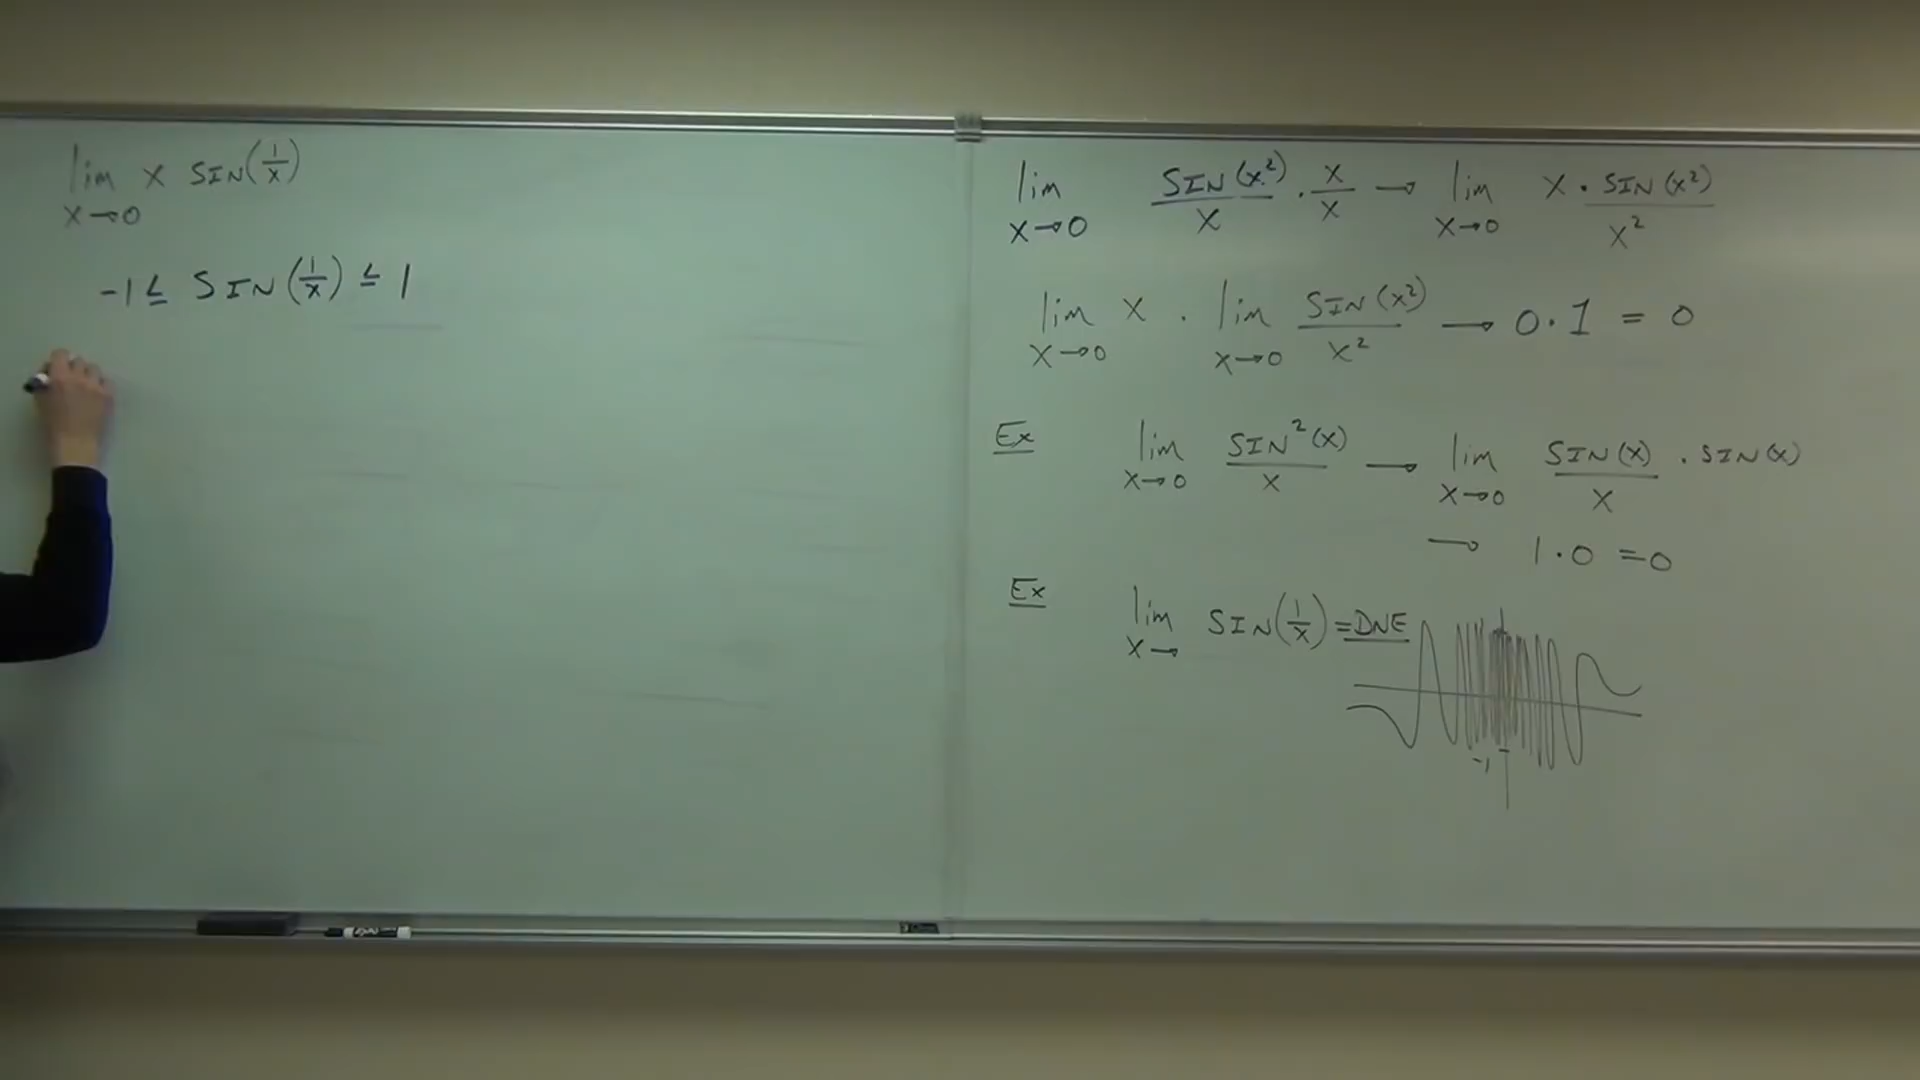 lim x SIN(1/x)
x→0
-1 ≤ SIN(1/x) ≤ 1
lim SIN(x²)/x · x/x → lim x · SIN(x²)/x²
x→0 x→0
lim x · lim SIN(x²)/x² → 0 · 1 = 0
x→0 x→0
Ex lim SIN²(x)/x → lim SIN(x)/x · SIN(x)
x→0 x→0
→ 1 · 0 = 0
Ex lim SIN(1/x) = DNE
x→
-1